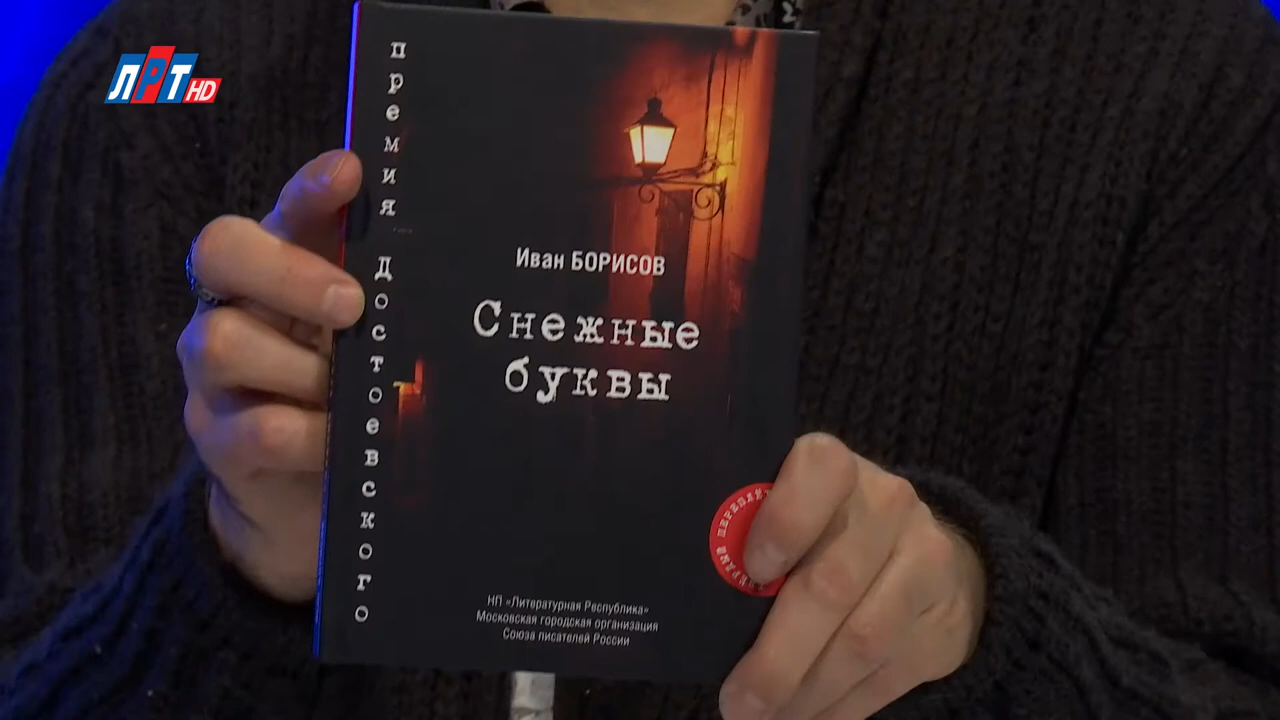 ЛРТ HD
премия Достоевского
Иван БОРИСОВ
Снежные
буквы
НП «Литературная Республика»
Московская городская организация
Союза писателей России